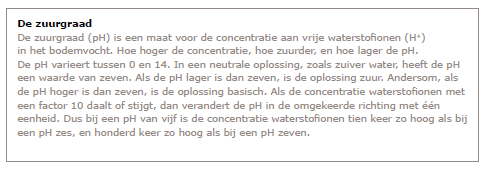 De zuurgraad
De zuurgraad (pH) is een maat voor de concentratie aan vrije waterstofionen (H⁺)
in het bodemvocht. Hoe hoger de concentratie, hoe zuurder, en hoe lager de pH.
De pH varieert tussen 0 en 14. In een neutrale oplossing, zoals zuiver water, heeft de pH
een waarde van zeven. Als de pH lager is dan zeven, is de oplossing zuur. Andersom, als
de pH hoger is dan zeven, is de oplossing basisch. Als de concentratie waterstofionen met
een factor 10 daalt of stijgt, dan verandert de pH in de omgekeerde richting met één
eenheid. Dus bij een pH van vijf is de concentratie waterstofionen tien keer zo hoog als bij
een pH zes, en honderd keer zo hoog als bij een pH zeven.